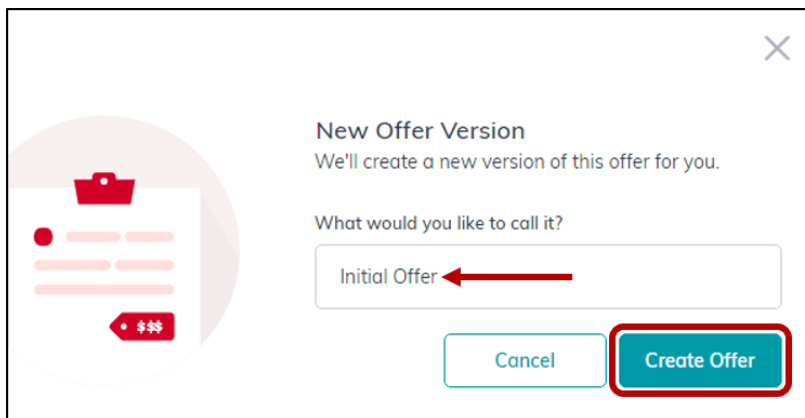 New Offer Version
We'll create a new version of this offer for you.
What would you like to call it?
Initial Offer
$$$
Cancel
Create Offer